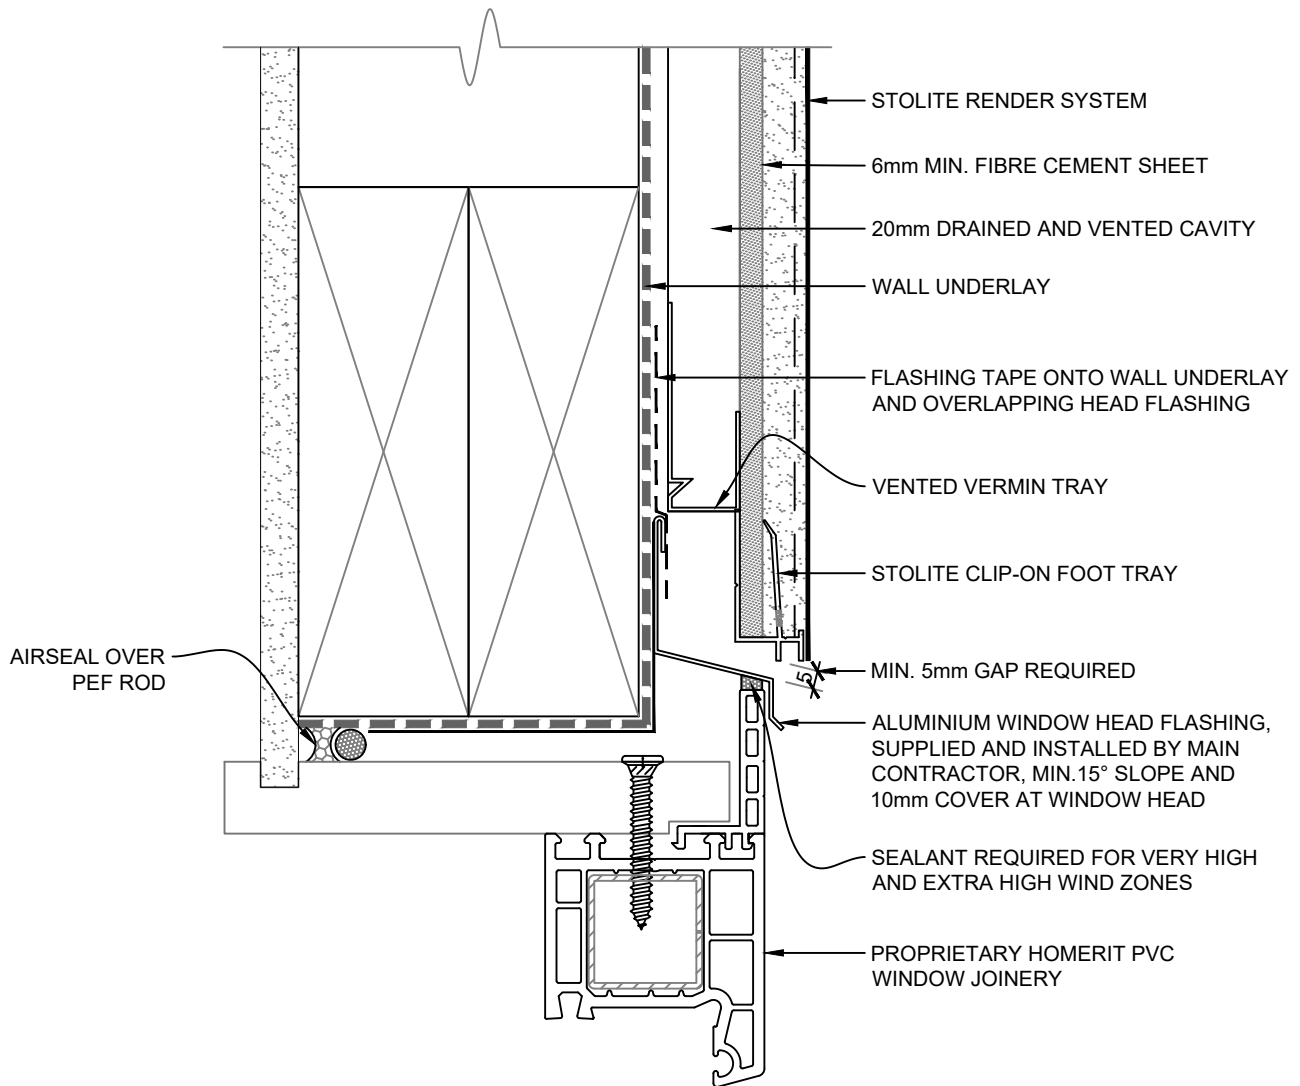 STOLITE RENDER SYSTEM
6mm MIN. FIBRE CEMENT SHEET
20mm DRAINED AND VENTED CAVITY
WALL UNDERLAY
FLASHING TAPE ONTO WALL UNDERLAY
AND OVERLAPPING HEAD FLASHING
VENTED VERMIN TRAY
STOLITE CLIP-ON FOOT TRAY
AIRSEAL OVER
PEF ROD
MIN. 5mm GAP REQUIRED
5
ALUMINIUM WINDOW HEAD FLASHING,
SUPPLIED AND INSTALLED BY MAIN
CONTRACTOR, MIN.15° SLOPE AND
10mm COVER AT WINDOW HEAD
SEALANT REQUIRED FOR VERY HIGH
AND EXTRA HIGH WIND ZONES
PROPRIETARY HOMERIT PVC
WINDOW JOINERY